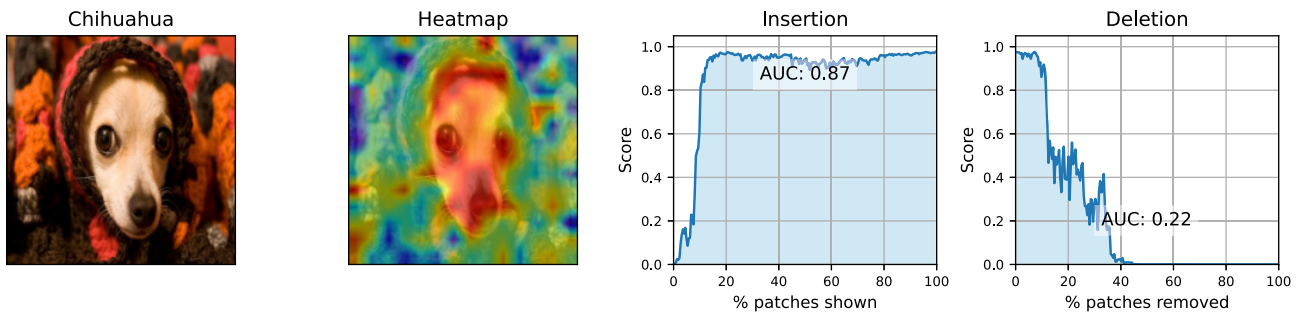 Chihuahua
Heatmap
Insertion
1.0
0.8
0.6
0.4
0.2
0.0
Score
AUC: 0.87
0 20 40 60 80 100
% patches shown
Deletion
1.0
0.8
0.6
0.4
0.2
0.0
Score
AUC: 0.22
0 20 40 60 80 100
% patches removed